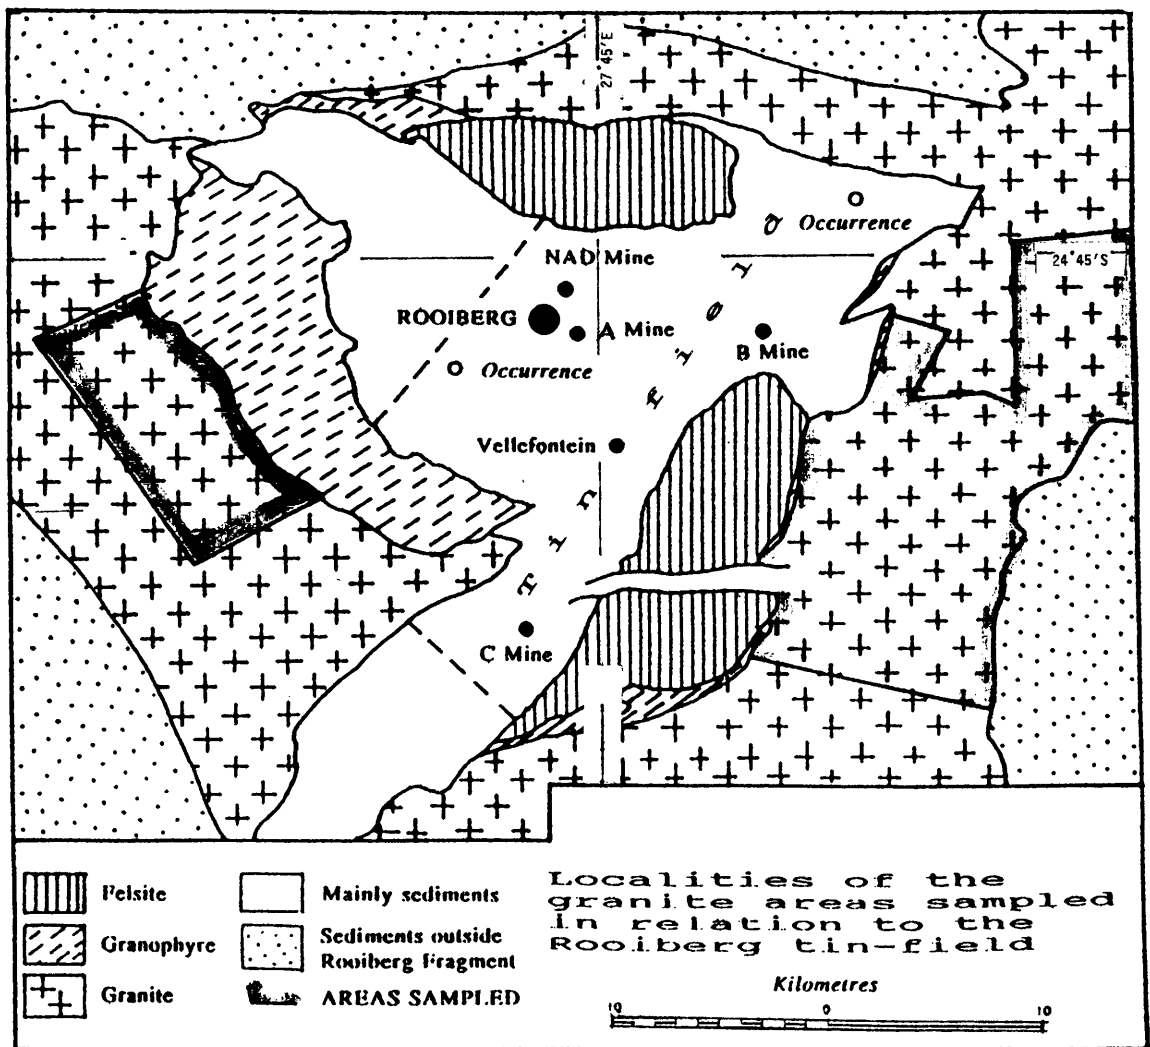 27°45'E
Occurrence
NAD Mine
24°45'S
ROOIBERG
A Mine
B Mine
Occurrence
Vellefontein
C Mine
Felsite
Granophyre
Granite
Mainly sediments
Sediments outside
Rooiberg Fragment
AREAS SAMPLED
Localities of the
granite areas sampled
in relation to the
Rooiberg tin-field
Kilometres
10 0 10